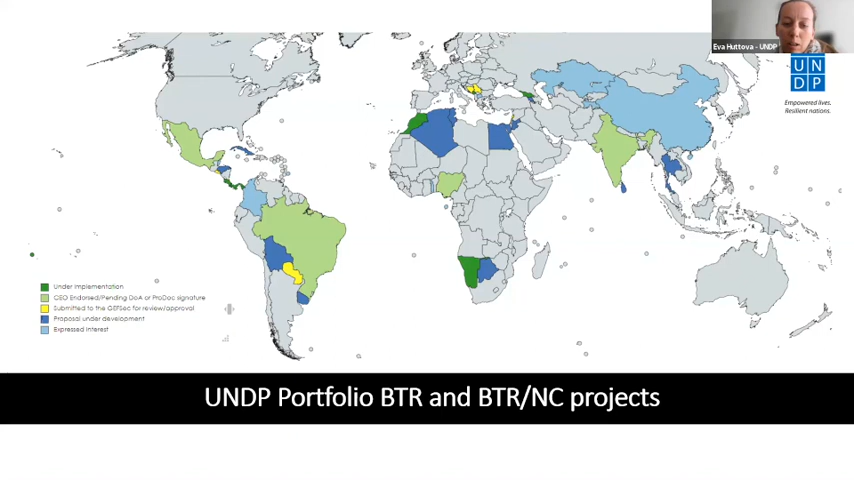 Eva Huttova - UNDP
U N
D P
Empowered lives.
Resilient nations.
Under Implementation
CEO Endorsed/Pending DoA or ProDoc signature
Submitted to the GEFSec for review/approval
Proposal under development
Expressed Interest
UNDP Portfolio BTR and BTR/NC projects